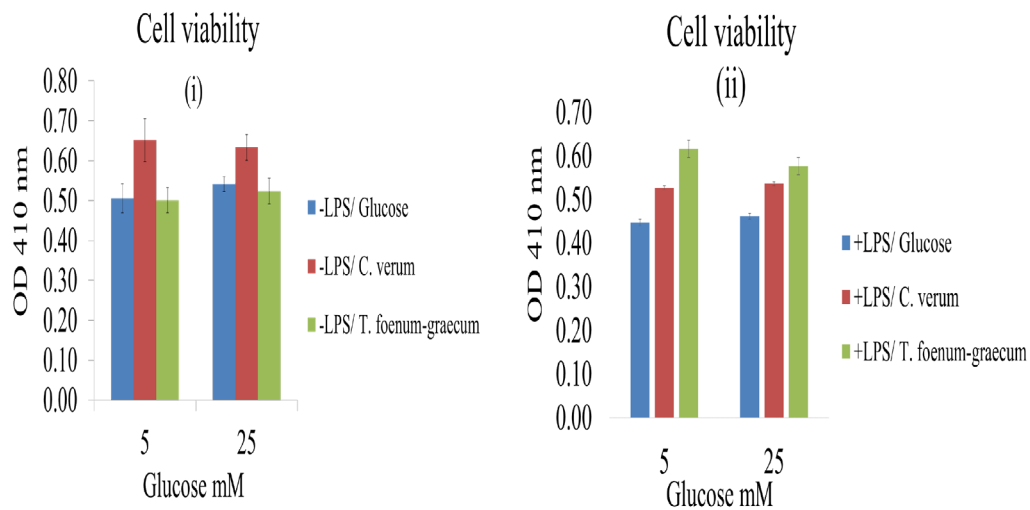 Cell viability
(i)
0.80
0.70
0.60
0.50
0.40
0.30
0.20
0.10
0.00
OD 410 nm
5 25
Glucose mM
-LPS/ Glucose
-LPS/ C. verum
-LPS/ T. foenum-graecum
Cell viability
(ii)
0.70
0.60
0.50
0.40
0.30
0.20
0.10
0.00
OD 410 nm
5 25
Glucose mM
+LPS/ Glucose
+LPS/ C. verum
+LPS/ T. foenum-graecum